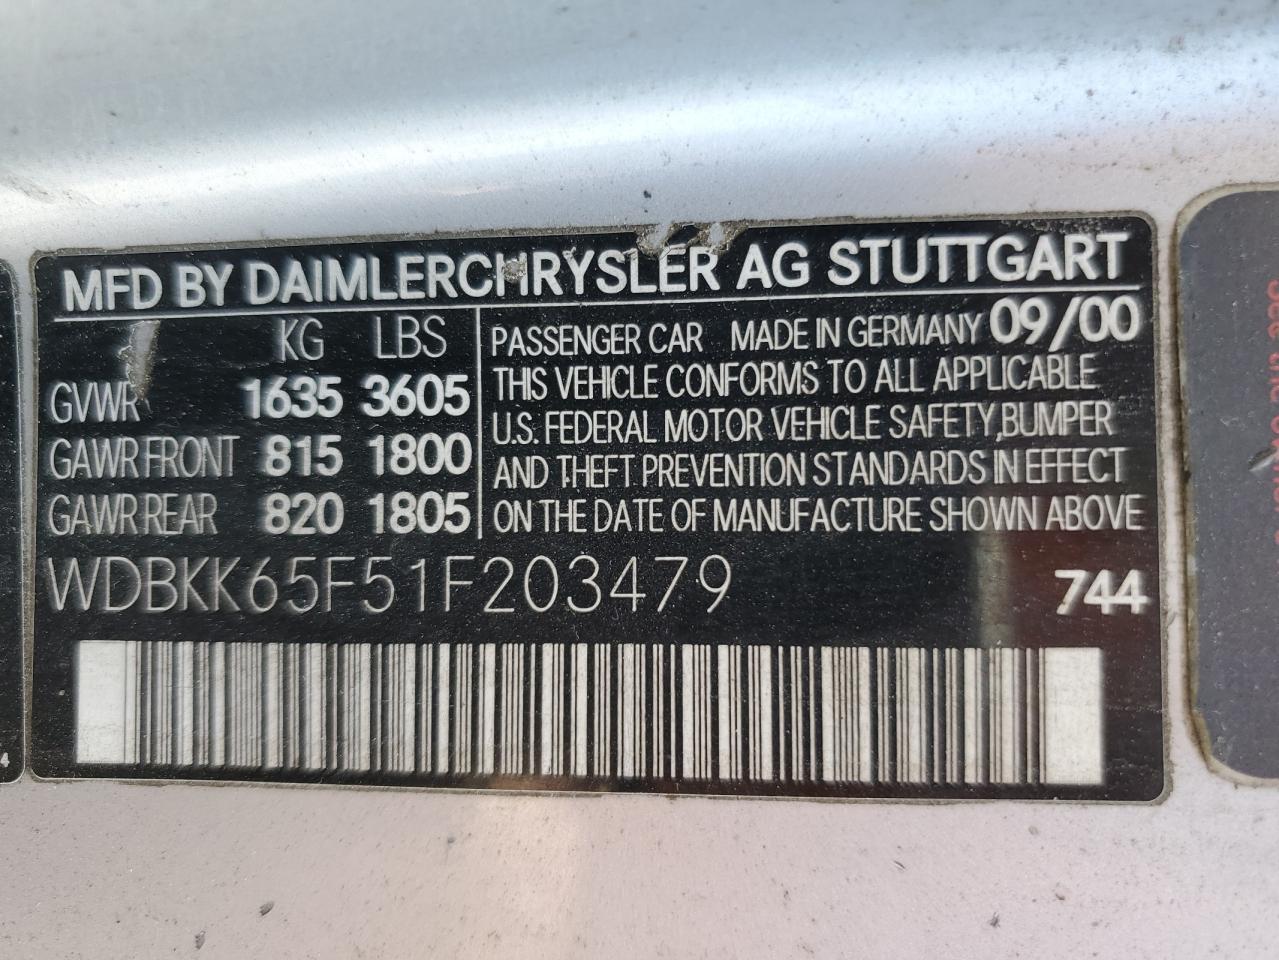 MFD BY DAIMLERCHRYSLER AG STUTTGART
KG LBS
GVWR 1635 3605
GAWR FRONT 815 1800
GAWR REAR 820 1805
PASSENGER CAR MADE IN GERMANY 09/00
THIS VEHICLE CONFORMS TO ALL APPLICABLE
U.S. FEDERAL MOTOR VEHICLE SAFETY, BUMPER
AND THEFT PREVENTION STANDARDS IN EFFECT
ON THE DATE OF MANUFACTURE SHOWN ABOVE
WDBKK65F51F203479 744
4